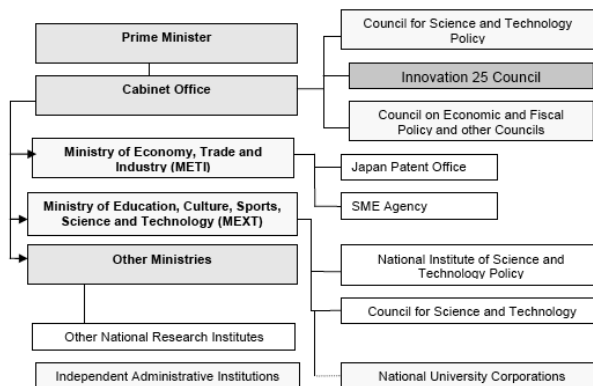 Prime Minister
Council for Science and Technology
Policy
Cabinet Office
Innovation 25 Council
Council on Economic and Fiscal
Policy and other Councils
Ministry of Economy, Trade and
Industry (METI)
Japan Patent Office
SME Agency
Ministry of Education, Culture, Sports,
Science and Technology (MEXT)
Other Ministries
National Institute of Science and
Technology Policy
Council for Science and Technology
Other National Research Institutes
Independent Administrative Institutions
National University Corporations